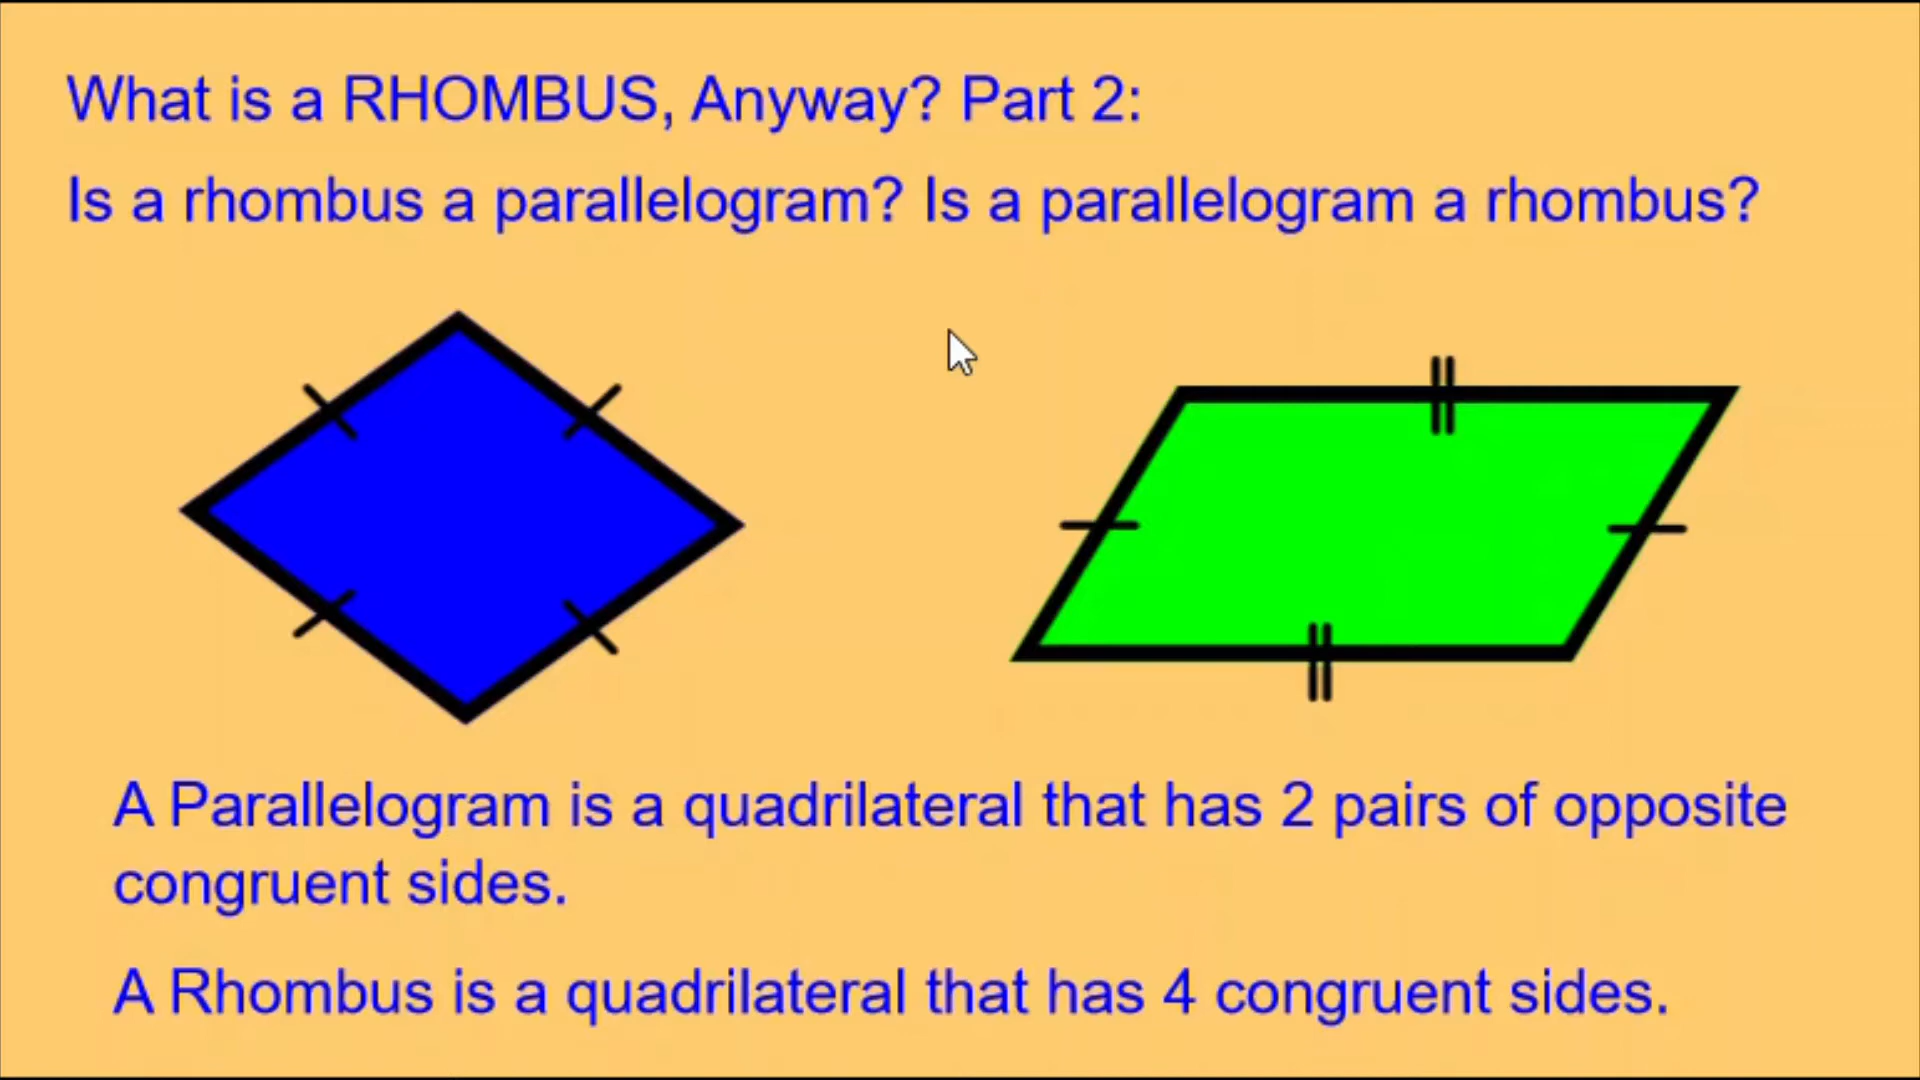 What is a RHOMBUS, Anyway? Part 2:
Is a rhombus a parallelogram? Is a parallelogram a rhombus?
A Parallelogram is a quadrilateral that has 2 pairs of opposite
congruent sides.
A Rhombus is a quadrilateral that has 4 congruent sides.